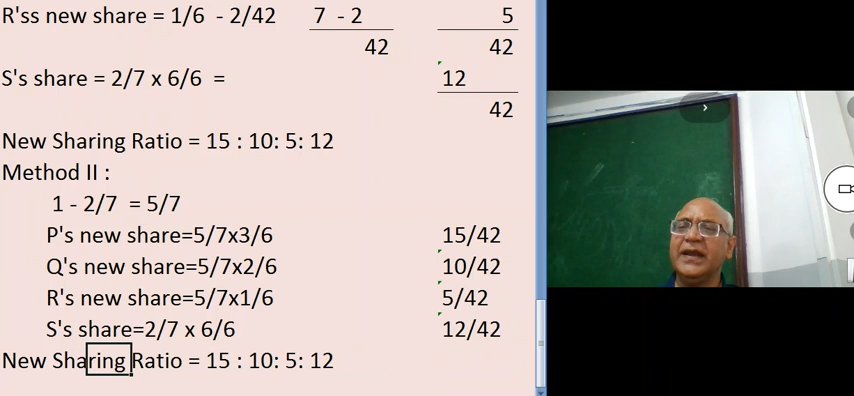 R'ss new share = 1/6 - 2/42 7 - 2 5
42 42
S's share = 2/7 x 6/6 = 12
42
New Sharing Ratio = 15 : 10: 5: 12
Method II :
1 - 2/7 = 5/7
P's new share=5/7x3/6 15/42
Q's new share=5/7x2/6 10/42
R's new share=5/7x1/6 5/42
S's share=2/7 x 6/6 12/42
New Sharing Ratio = 15 : 10: 5: 12